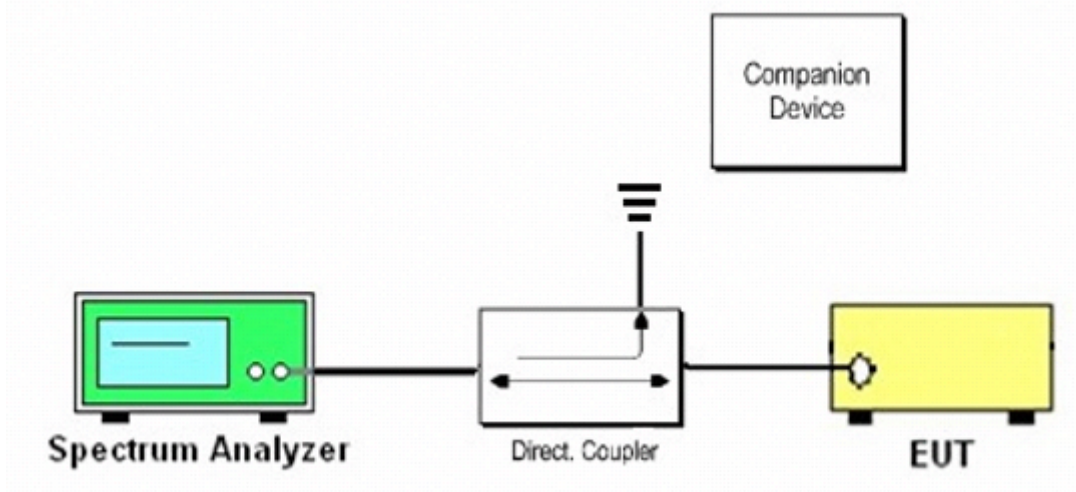 Companion
Device
Spectrum Analyzer
Direct. Coupler
EUT